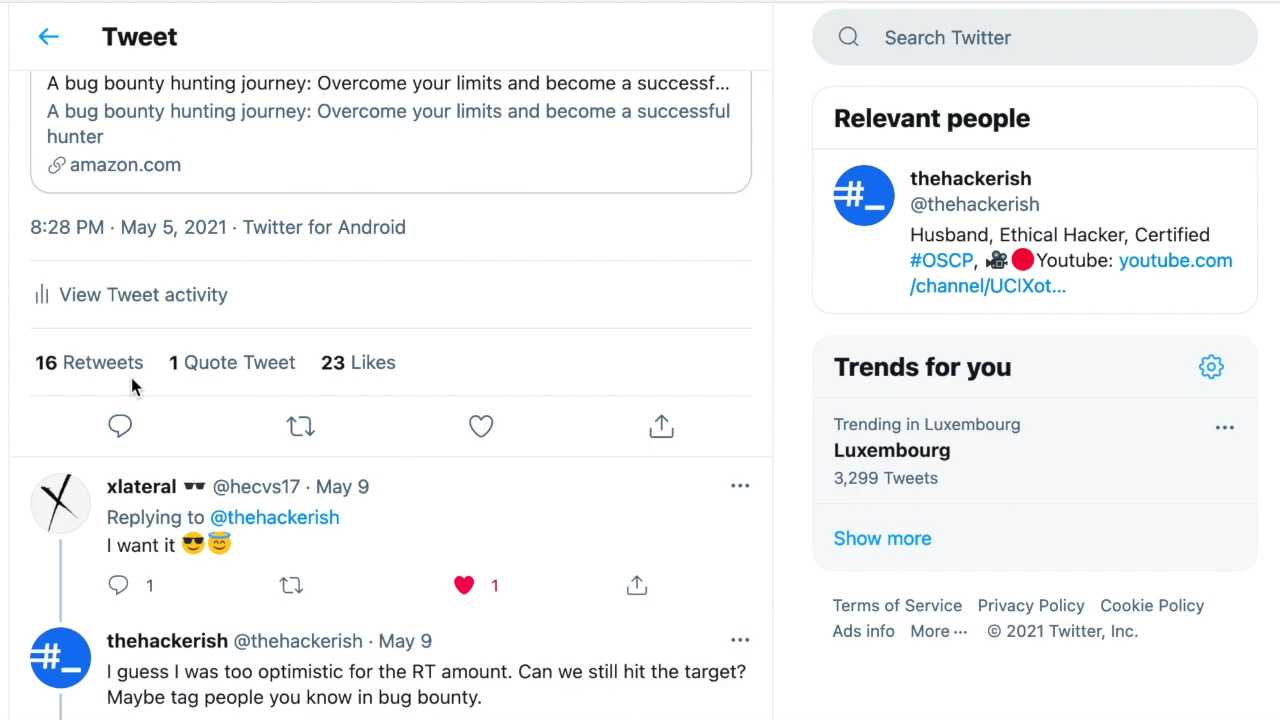 Tweet
A bug bounty hunting journey: Overcome your limits and become a successf...
A bug bounty hunting journey: Overcome your limits and become a successful
hunter
amazon.com
8:28 PM · May 5, 2021 · Twitter for Android
View Tweet activity
16 Retweets 1 Quote Tweet 23 Likes
xlateral 🕶️ @hecvs17 · May 9
Replying to @thehackerish
I want it 😎😇
1
1
#_
thehackerish @thehackerish · May 9
I guess I was too optimistic for the RT amount. Can we still hit the target?
Maybe tag people you know in bug bounty.
Search Twitter
Relevant people
#_
thehackerish
@thehackerish
Husband, Ethical Hacker, Certified
#OSCP, 🎥🔴Youtube: youtube.com
/channel/UCIXot...
Trends for you
Trending in Luxembourg
Luxembourg
3,299 Tweets
Show more
Terms of Service Privacy Policy Cookie Policy
Ads info More ··· © 2021 Twitter, Inc.